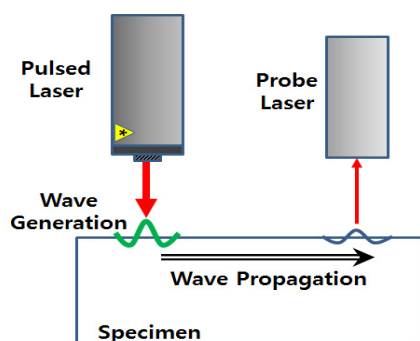 Pulsed
Laser
Probe
Laser
Wave
Generation
Wave Propagation
Specimen